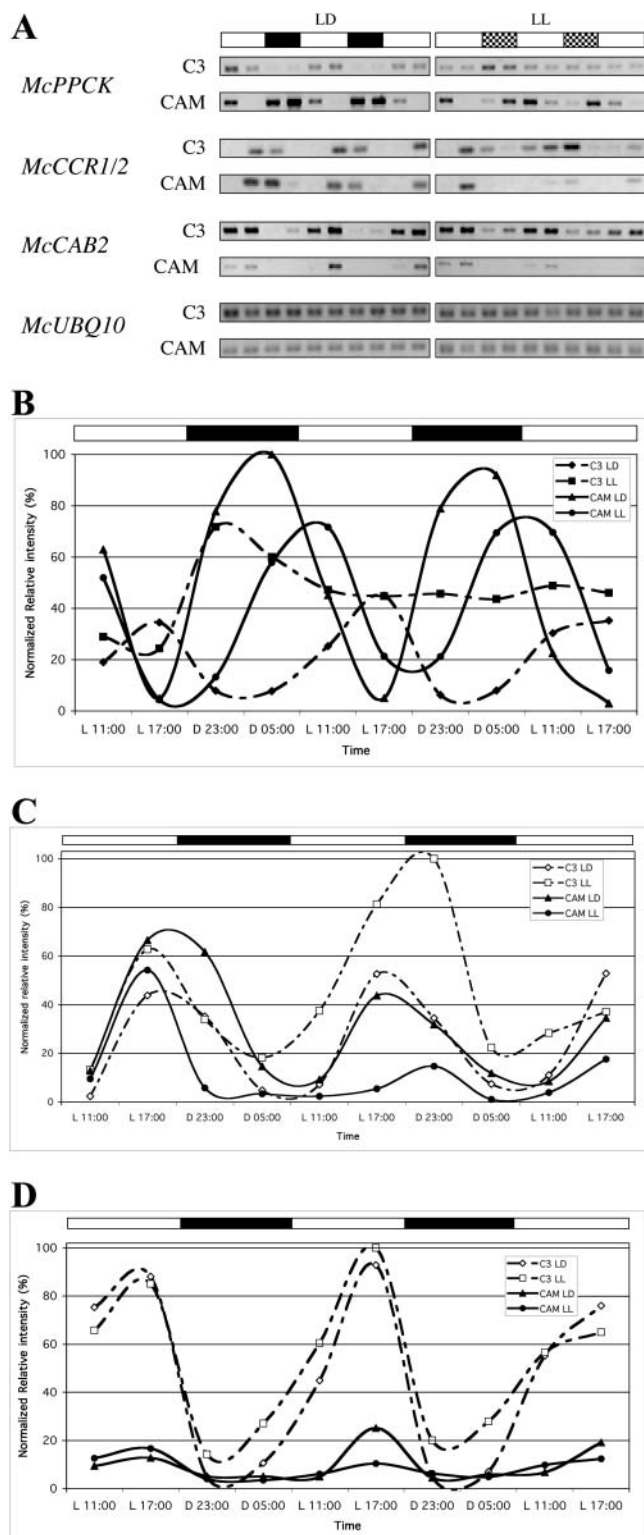 A
LD LL
McPPCK
C3
CAM
McCCR1/2
C3
CAM
McCAB2
C3
CAM
McUBQ10
C3
CAM
B
Normalized Relative intensity (%)
100
80
60
40
20
0
C3 LD
C3 LL
CAM LD
CAM LL
L 11:00 L 17:00 D 23:00 D 05:00 L 11:00 L 17:00 D 23:00 D 05:00 L 11:00 L 17:00
Time
C
Normalized relative intensity (%)
100
80
60
40
20
0
C3 LD
C3 LL
CAM LD
CAM LL
L 11:00 L 17:00 D 23:00 D 05:00 L 11:00 L 17:00 D 23:00 D 05:00 L 11:00 L 17:00
Time
D
Normalized Relative intensity (%)
100
80
60
40
20
0
C3 LD
C3 LL
CAM LD
CAM LL
L 11:00 L 17:00 D 23:00 D 05:00 L 11:00 L 17:00 D 23:00 D 05:00 L 11:00 L 17:00
Time